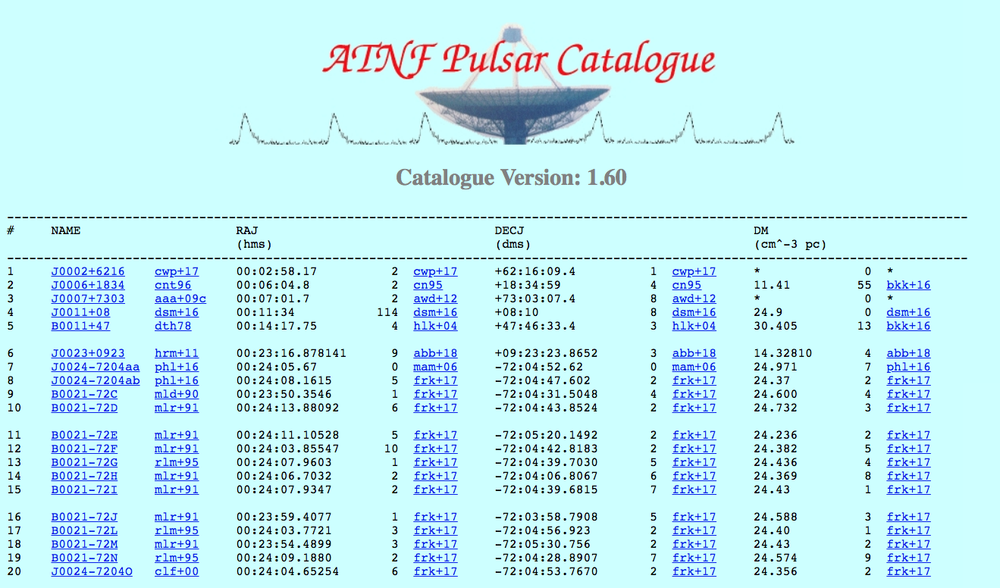 ATNF Pulsar Catalogue
Catalogue Version: 1.60
# NAME RAJ DECJ DM
(hms) (dms) (cm^-3 pc)
1 J0002+6216 cwp+17 00:02:58.17 2 cwp+17 +62:16:09.4 1 cwp+17 * 0 *
2 J0006+1834 cnt96 00:06:04.8 2 cn95 +18:34:59 4 cn95 11.41 55 bkk+16
3 J0007+7303 aaa+09c 00:07:01.7 2 awd+12 +73:03:07.4 8 awd+12 * 0 *
4 J0011+08 dsm+16 00:11:34 114 dsm+16 +08:10 8 dsm+16 24.9 0 dsm+16
5 B0011+47 dth78 00:14:17.75 4 hlk+04 +47:46:33.4 3 hlk+04 30.405 13 bkk+16
6 J0023+0923 hrm+11 00:23:16.878141 9 abb+18 +09:23:23.8652 3 abb+18 14.32810 4 abb+18
7 J0024-7204aa phl+16 00:24:05.67 0 mam+06 -72:04:52.62 0 mam+06 24.971 7 phl+16
8 J0024-7204ab phl+16 00:24:08.1615 5 frk+17 -72:04:47.602 2 frk+17 24.37 2 frk+17
9 B0021-72C mld+90 00:23:50.3546 1 frk+17 -72:04:31.5048 4 frk+17 24.600 4 frk+17
10 B0021-72D mlr+91 00:24:13.88092 6 frk+17 -72:04:43.8524 2 frk+17 24.732 3 frk+17
11 B0021-72E mlr+91 00:24:11.10528 5 frk+17 -72:05:20.1492 2 frk+17 24.236 2 frk+17
12 B0021-72F mlr+91 00:24:03.85547 10 frk+17 -72:04:42.8183 2 frk+17 24.382 5 frk+17
13 B0021-72G rlm+95 00:24:07.9603 1 frk+17 -72:04:39.7030 5 frk+17 24.436 4 frk+17
14 B0021-72H mlr+91 00:24:06.7032 2 frk+17 -72:04:06.8067 6 frk+17 24.369 8 frk+17
15 B0021-72I mlr+91 00:24:07.9347 2 frk+17 -72:04:39.6815 7 frk+17 24.43 1 frk+17
16 B0021-72J mlr+91 00:23:59.4077 1 frk+17 -72:03:58.7908 5 frk+17 24.588 3 frk+17
17 B0021-72L rlm+95 00:24:03.7721 3 frk+17 -72:04:56.923 2 frk+17 24.40 1 frk+17
18 B0021-72M mlr+91 00:23:54.4899 3 frk+17 -72:05:30.756 2 frk+17 24.43 2 frk+17
19 B0021-72N rlm+95 00:24:09.1880 2 frk+17 -72:04:28.8907 7 frk+17 24.574 9 frk+17
20 J0024-7204O clf+00 00:24:04.65254 6 frk+17 -72:04:53.7670 2 frk+17 24.356 2 frk+17